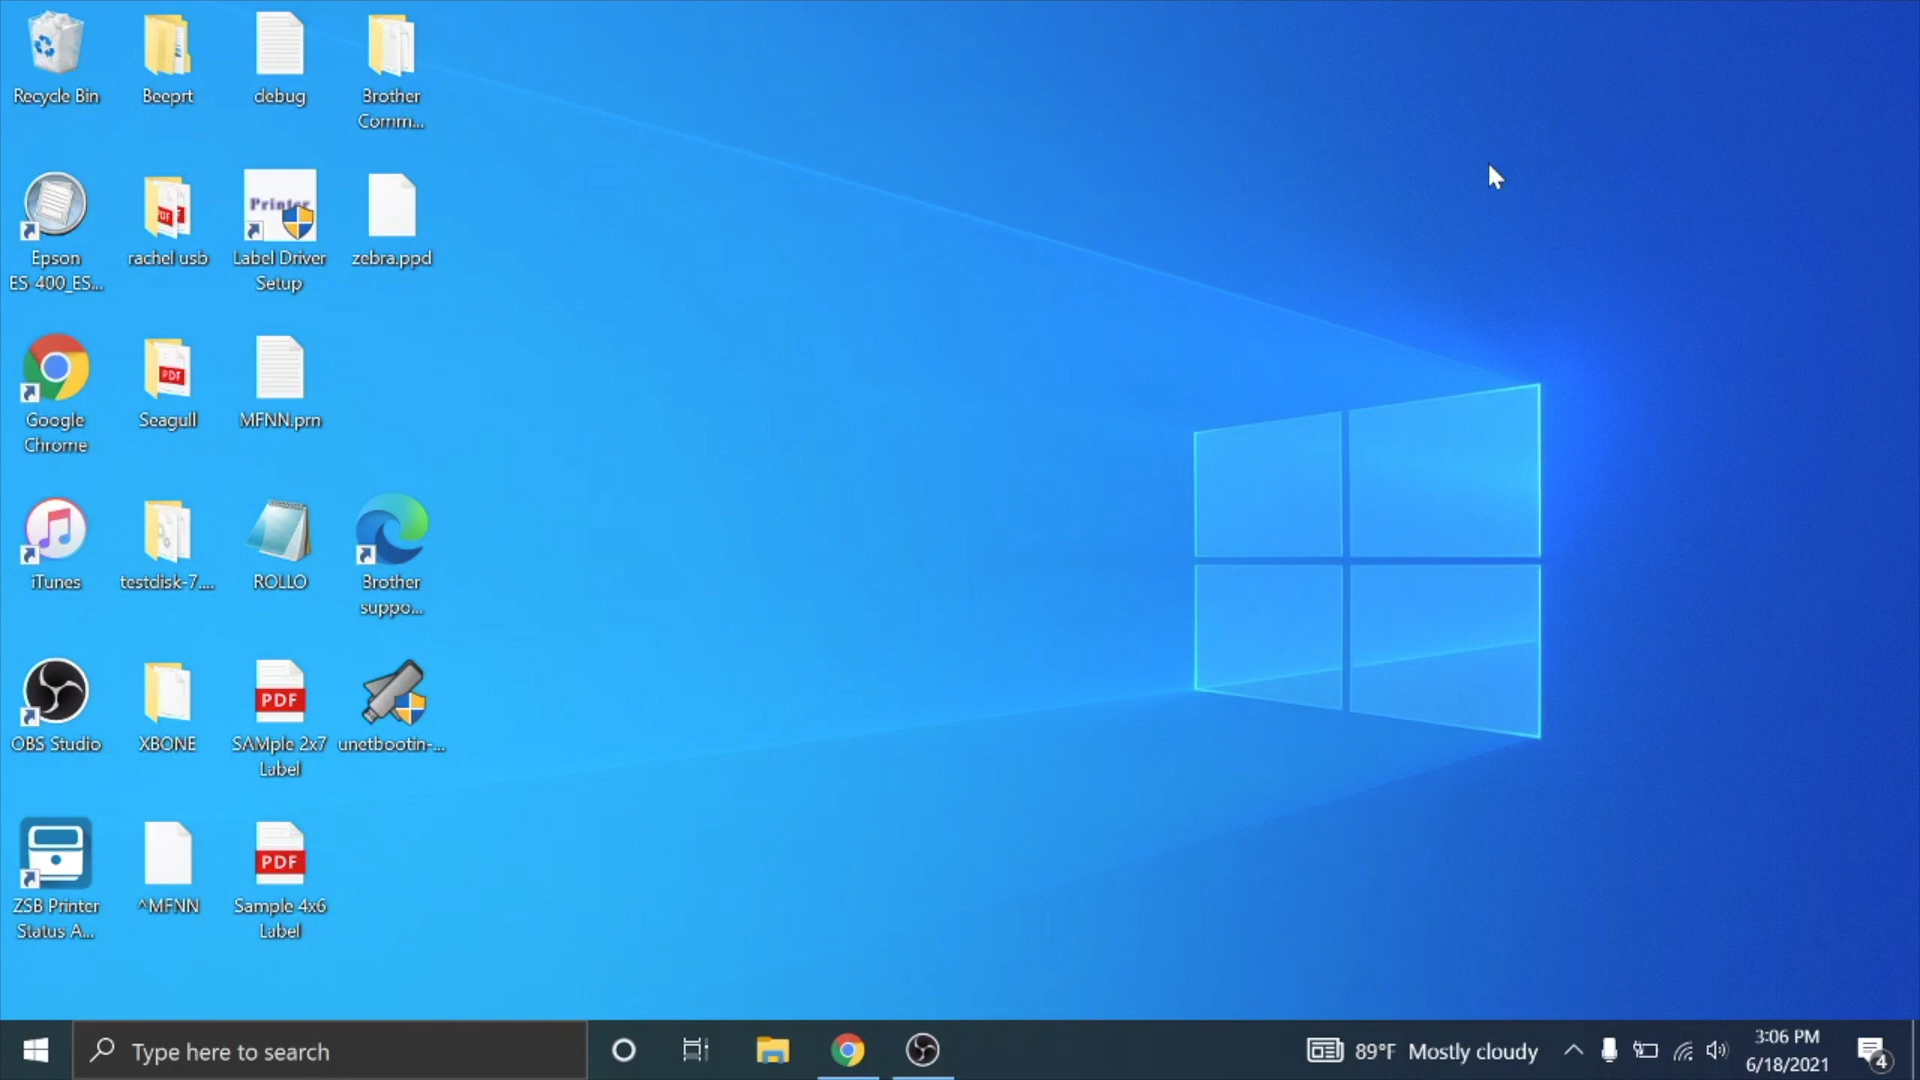 Recycle Bin
Beeprt
debug
Brother
Comm...
Epson
ES-400_ES...
rachel usb
Printer
Label Driver
Setup
zebra.ppd
Google
Chrome
PDF
Seagull
MFNN.prn
iTunes
testdisk-7....
ROLLO
Brother
suppo...
OBS Studio
XBONE
PDF
SAMple 2x7
Label
unetbootin-...
ZSB Printer
Status A...
^MFNN
PDF
Sample 4x6
Label
Type here to search
89°F Mostly cloudy
3:06 PM
6/18/2021
4